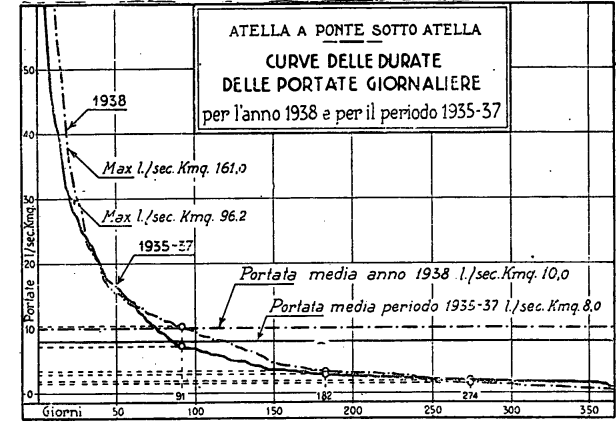 ATELLA A PONTE SOTTO ATELLA
CURVE DELLE DURATE
DELLE PORTATE GIORNALIERE
per l'anno 1938 e per il periodo 1935-37
Portate l/sec.Kmq.
50
40
30
20
10
0
1938
Max l./sec.Kmq. 161,0
Max l./sec. Kmq. 96.2
1935-37
Portata media anno 1938 l./sec.Kmq. 10,0
Portata media periodo 1935-37 l./sec.Kmq. 8,0
91
182
274
Giorni
50
100
150
200
250
300
350